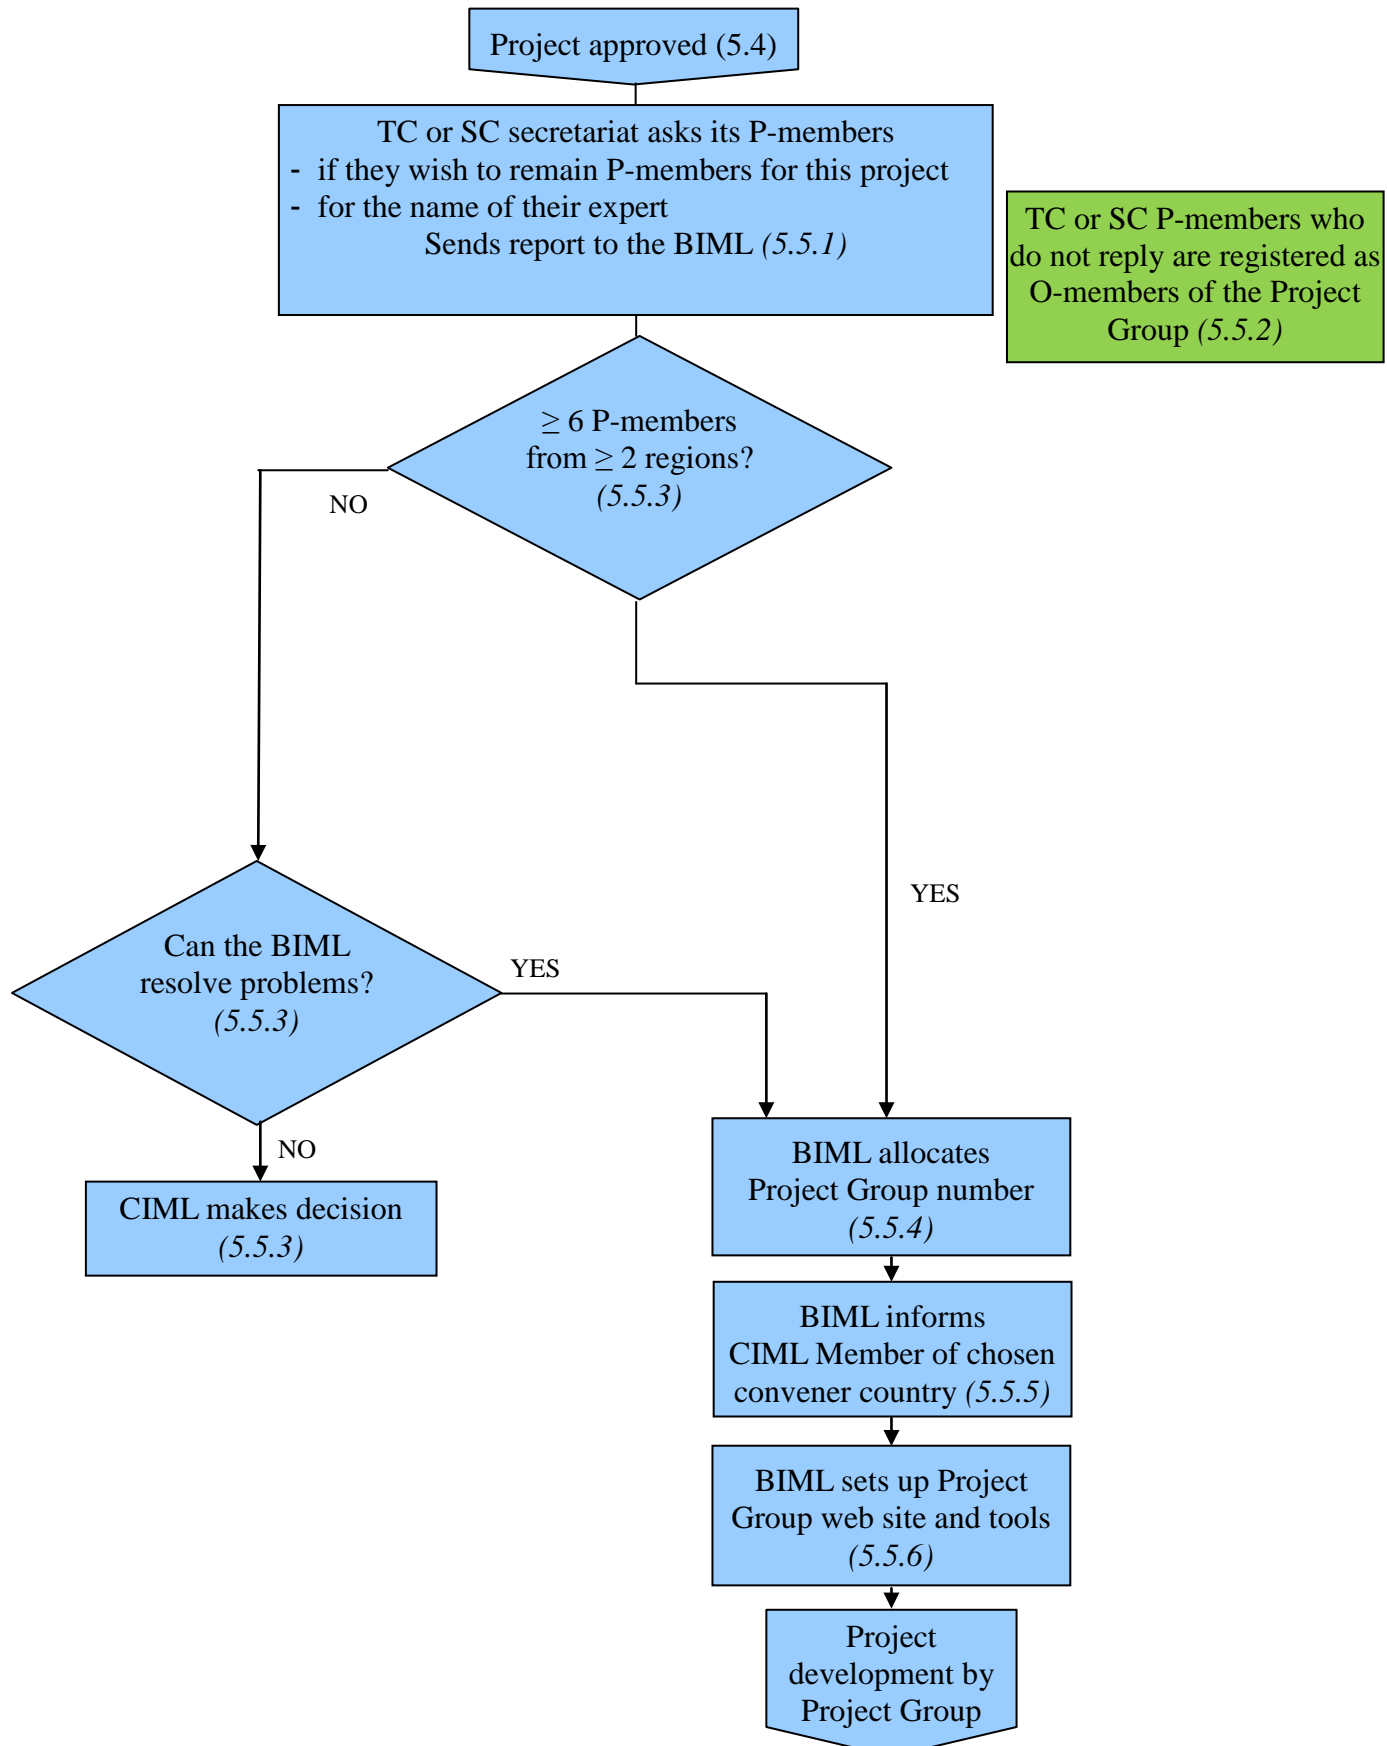 Project approved (5.4)
TC or SC secretariat asks its P-members
- if they wish to remain P-members for this project
- for the name of their expert
Sends report to the BIML (5.5.1)
TC or SC P-members who
do not reply are registered as
O-members of the Project
Group (5.5.2)
≥ 6 P-members
from ≥ 2 regions?
(5.5.3)
NO
YES
Can the BIML
resolve problems?
(5.5.3)
YES
NO
CIML makes decision
(5.5.3)
BIML allocates
Project Group number
(5.5.4)
BIML informs
CIML Member of chosen
convener country (5.5.5)
BIML sets up Project
Group web site and tools
(5.5.6)
Project
development by
Project Group